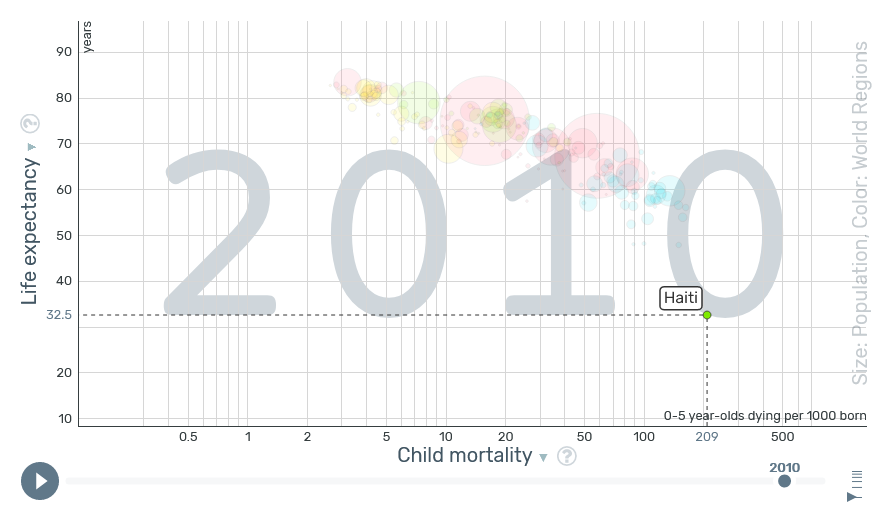 years
90
80
70
60
50
40
32.5
20
10
Life expectancy ▼ ?
2010
Haiti
Size: Population, Color: World Regions
0-5 year-olds dying per 1000 born
0.5 1 2 5 10 20 50 100 209 500
Child mortality ▼ ?
2010